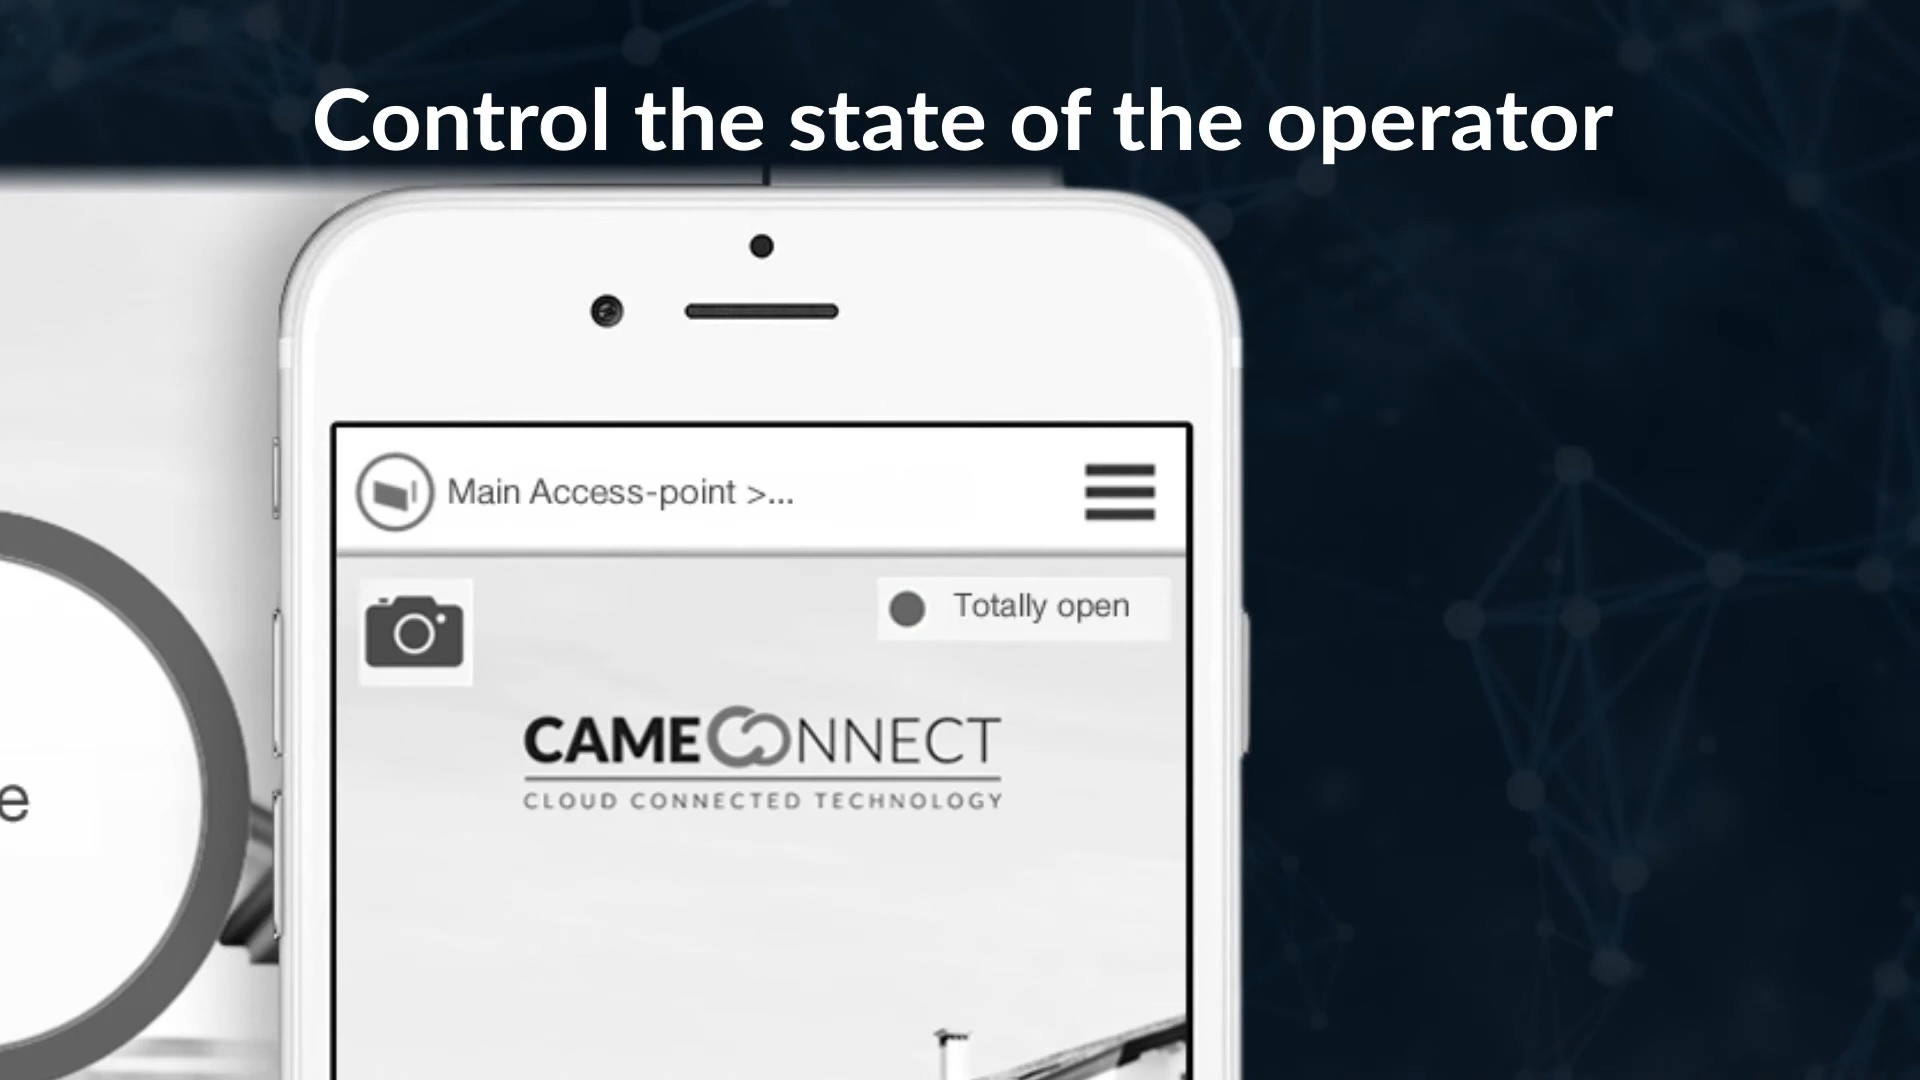 Control the state of the operator
Main Access-point >...
Totally open
CAMECONNECT
CLOUD CONNECTED TECHNOLOGY
e